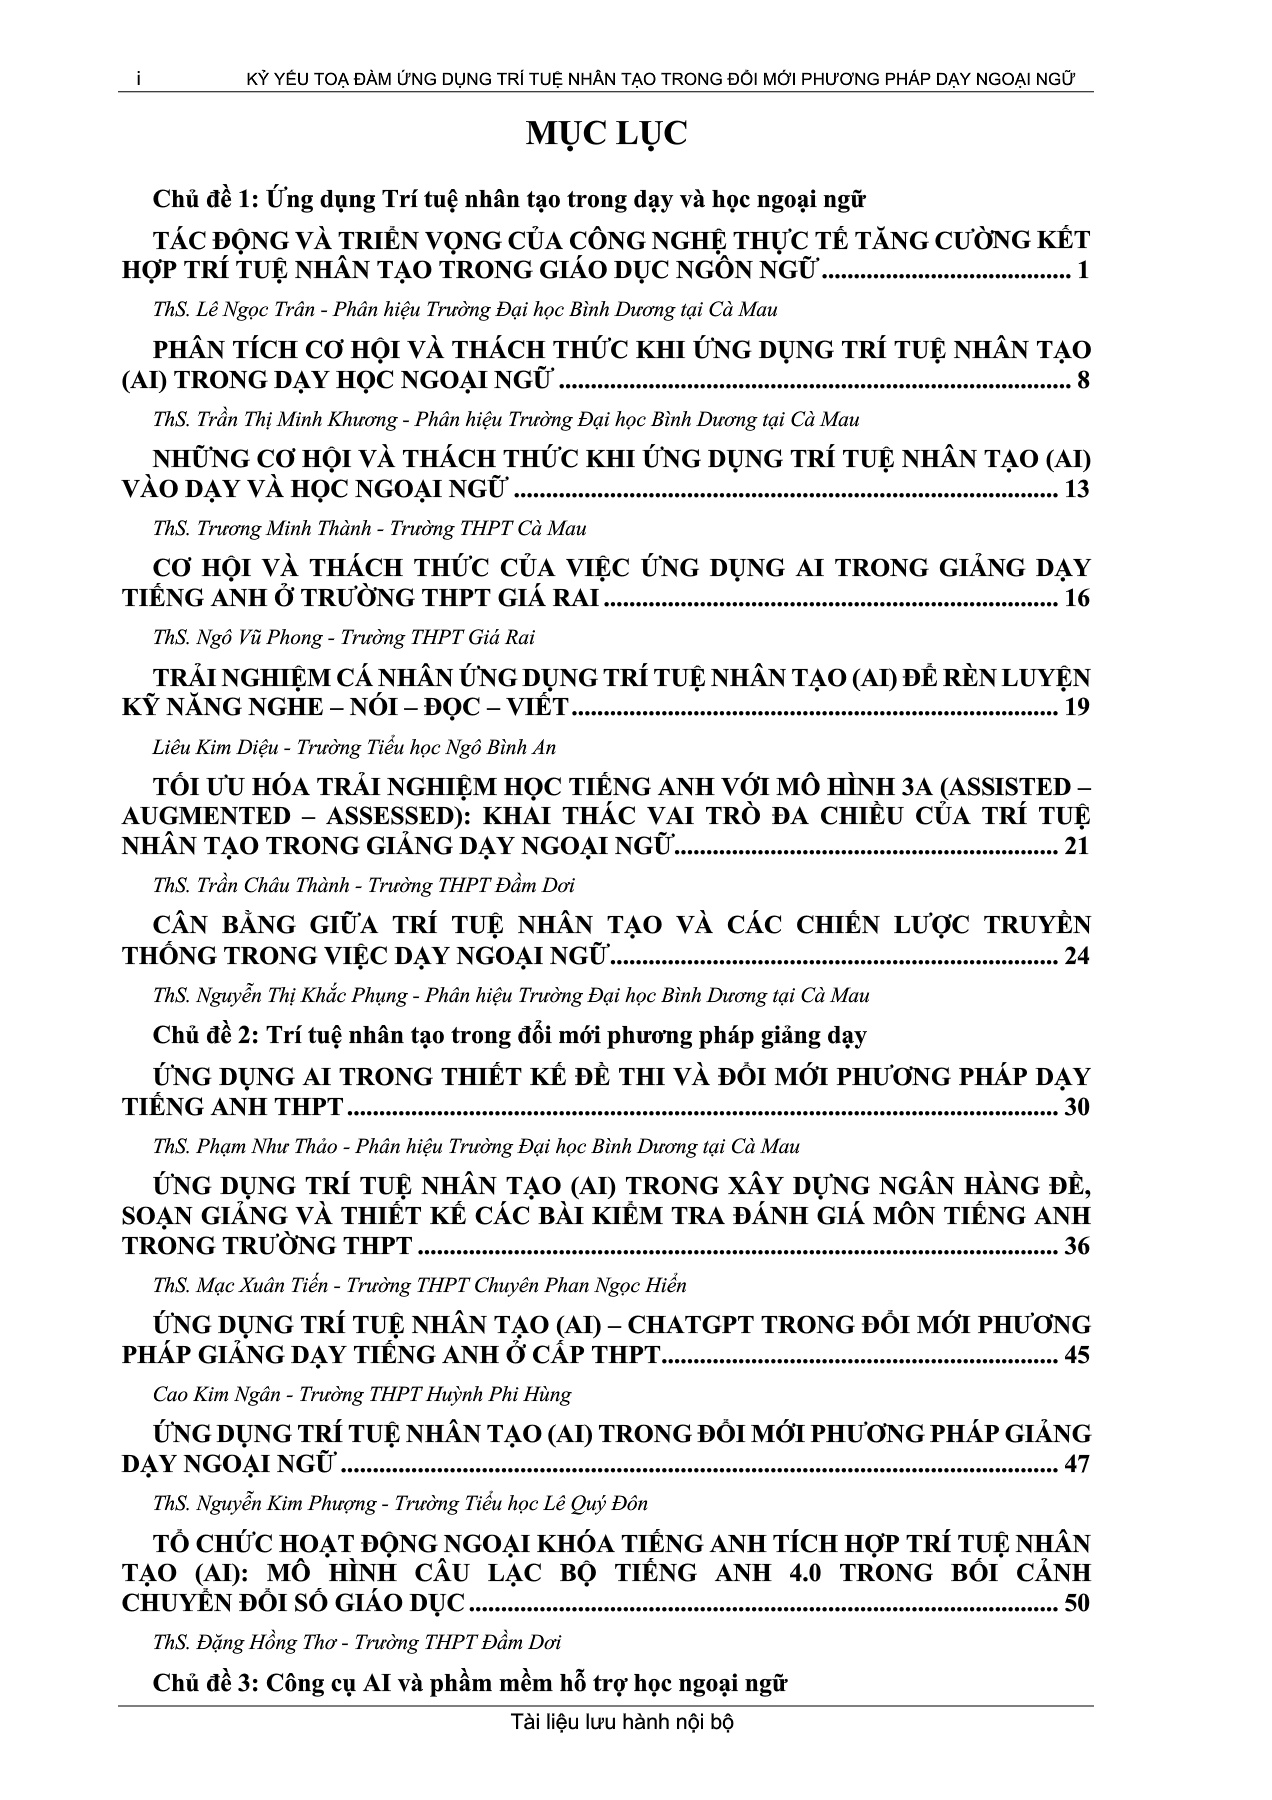 i KỶ YẾU TOẠ ĐÀM ỨNG DỤNG TRÍ TUỆ NHÂN TẠO TRONG ĐỔI MỚI PHƯƠNG PHÁP DẠY NGOẠI NGỮ
MỤC LỤC
Chủ đề 1: Ứng dụng Trí tuệ nhân tạo trong dạy và học ngoại ngữ
TÁC ĐỘNG VÀ TRIỂN VỌNG CỦA CÔNG NGHỆ THỰC TẾ TĂNG CƯỜNG KẾT
HỢP TRÍ TUỆ NHÂN TẠO TRONG GIÁO DỤC NGÔN NGỮ ...................................... 1
ThS. Lê Ngọc Trân - Phân hiệu Trường Đại học Bình Dương tại Cà Mau
PHÂN TÍCH CƠ HỘI VÀ THÁCH THỨC KHI ỨNG DỤNG TRÍ TUỆ NHÂN TẠO
(AI) TRONG DẠY HỌC NGOẠI NGỮ .............................................................................. 8
ThS. Trần Thị Minh Khương - Phân hiệu Trường Đại học Bình Dương tại Cà Mau
NHỮNG CƠ HỘI VÀ THÁCH THỨC KHI ỨNG DỤNG TRÍ TUỆ NHÂN TẠO (AI)
VÀO DẠY VÀ HỌC NGOẠI NGỮ ................................................................................... 13
ThS. Trương Minh Thành - Trường THPT Cà Mau
CƠ HỘI VÀ THÁCH THỨC CỦA VIỆC ỨNG DỤNG AI TRONG GIẢNG DẠY
TIẾNG ANH Ở TRƯỜNG THPT GIÁ RAI ..................................................................... 16
ThS. Ngô Vũ Phong - Trường THPT Giá Rai
TRẢI NGHIỆM CÁ NHÂN ỨNG DỤNG TRÍ TUỆ NHÂN TẠO (AI) ĐỂ RÈN LUYỆN
KỸ NĂNG NGHE – NÓI – ĐỌC – VIẾT.......................................................................... 19
Liêu Kim Diệu - Trường Tiểu học Ngô Bình An
TỐI ƯU HÓA TRẢI NGHIỆM HỌC TIẾNG ANH VỚI MÔ HÌNH 3A (ASSISTED –
AUGMENTED – ASSESSED): KHAI THÁC VAI TRÒ ĐA CHIỀU CỦA TRÍ TUỆ
NHÂN TẠO TRONG GIẢNG DẠY NGOẠI NGỮ.......................................................... 21
ThS. Trần Châu Thành - Trường THPT Đầm Dơi
CÂN BẰNG GIỮA TRÍ TUỆ NHÂN TẠO VÀ CÁC CHIẾN LƯỢC TRUYỀN
THỐNG TRONG VIỆC DẠY NGOẠI NGỮ.................................................................... 24
ThS. Nguyễn Thị Khắc Phụng - Phân hiệu Trường Đại học Bình Dương tại Cà Mau
Chủ đề 2: Trí tuệ nhân tạo trong đổi mới phương pháp giảng dạy
ỨNG DỤNG AI TRONG THIẾT KẾ ĐỀ THI VÀ ĐỔI MỚI PHƯƠNG PHÁP DẠY
TIẾNG ANH THPT ............................................................................................................ 30
ThS. Phạm Như Thảo - Phân hiệu Trường Đại học Bình Dương tại Cà Mau
ỨNG DỤNG TRÍ TUỆ NHÂN TẠO (AI) TRONG XÂY DỰNG NGÂN HÀNG ĐỀ,
SOẠN GIẢNG VÀ THIẾT KẾ CÁC BÀI KIỂM TRA ĐÁNH GIÁ MÔN TIẾNG ANH
TRONG TRƯỜNG THPT ................................................................................................. 36
ThS. Mạc Xuân Tiến - Trường THPT Chuyên Phan Ngọc Hiển
ỨNG DỤNG TRÍ TUỆ NHÂN TẠO (AI) – CHATGPT TRONG ĐỔI MỚI PHƯƠNG
PHÁP GIẢNG DẠY TIẾNG ANH Ở CẤP THPT............................................................ 45
Cao Kim Ngân - Trường THPT Huỳnh Phi Hùng
ỨNG DỤNG TRÍ TUỆ NHÂN TẠO (AI) TRONG ĐỔI MỚI PHƯƠNG PHÁP GIẢNG
DẠY NGOẠI NGỮ ............................................................................................................. 47
ThS. Nguyễn Kim Phượng - Trường Tiểu học Lê Quý Đôn
TỔ CHỨC HOẠT ĐỘNG NGOẠI KHÓA TIẾNG ANH TÍCH HỢP TRÍ TUỆ NHÂN
TẠO (AI): MÔ HÌNH CÂU LẠC BỘ TIẾNG ANH 4.0 TRONG BỐI CẢNH
CHUYỂN ĐỔI SỐ GIÁO DỤC .......................................................................................... 50
ThS. Đặng Hồng Thơ - Trường THPT Đầm Dơi
Chủ đề 3: Công cụ AI và phầm mềm hỗ trợ học ngoại ngữ
Tài liệu lưu hành nội bộ